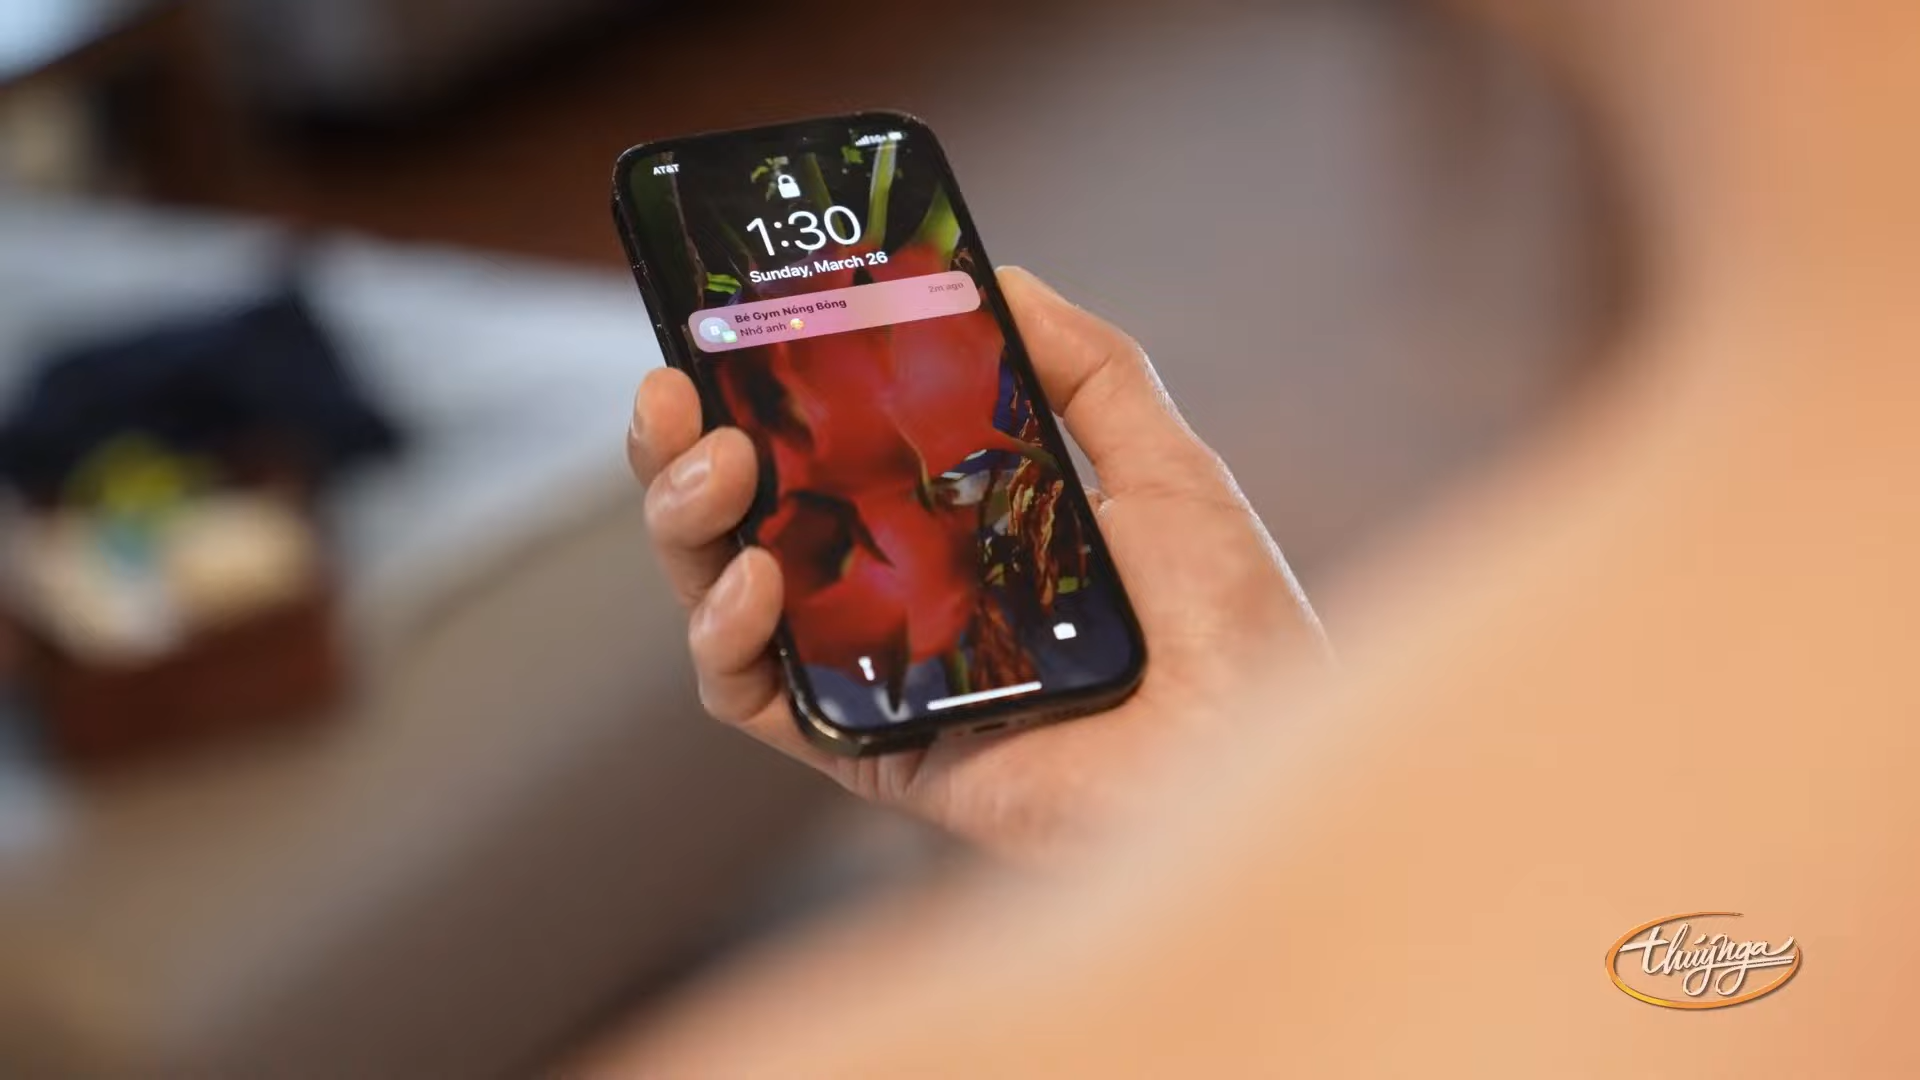 AT&T
1:30
Sunday, March 26
Bé Gym Nóng Bỏng
2m ago
Nhớ anh 🥰
S
thúy nga